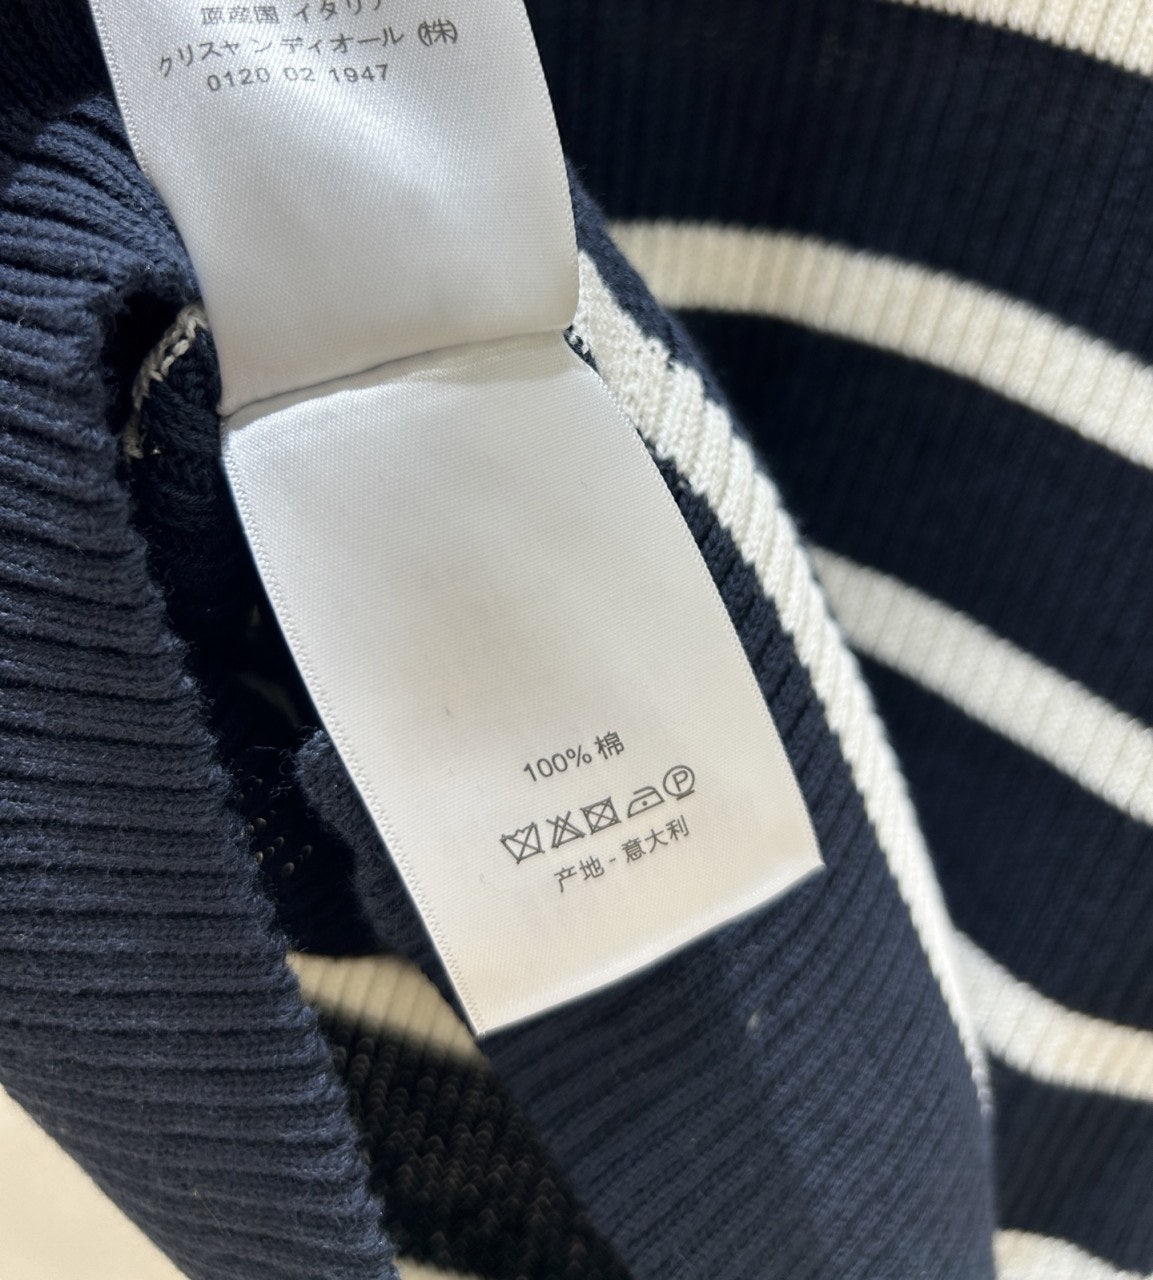 原産国 イタリア
クリスャン ディオール (株)
0120 02 1947
100% 棉
P
产地 - 意大利